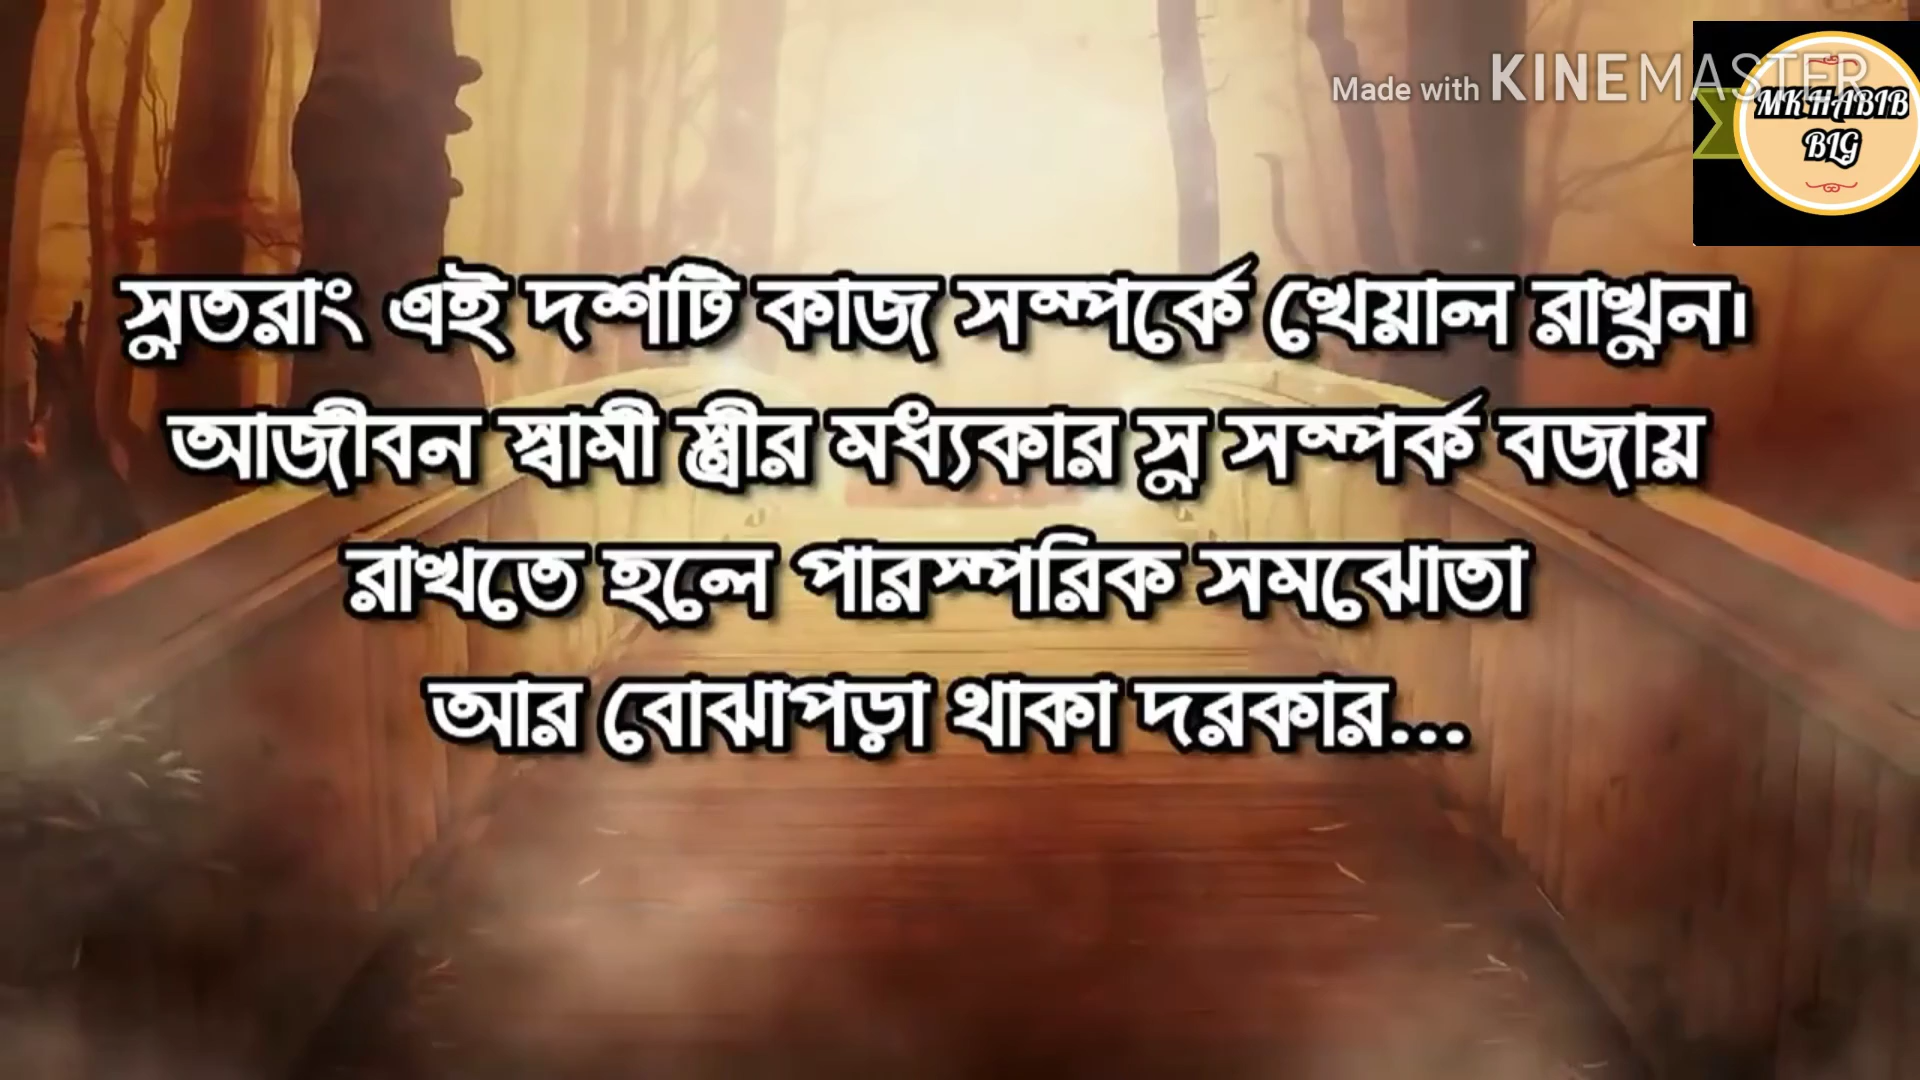 Made with KINEMASTER
MK HABIB
BLG
সুতরাং এই দশটি কাজ সম্পর্কে খেয়াল রাখুন।
আজীবন স্বামী স্ত্রীর মধ্যকার সু সম্পর্ক বজায়
রাখতে হলে পারস্পরিক সমঝোতা
আর বোঝাপড়া থাকা দরকার...